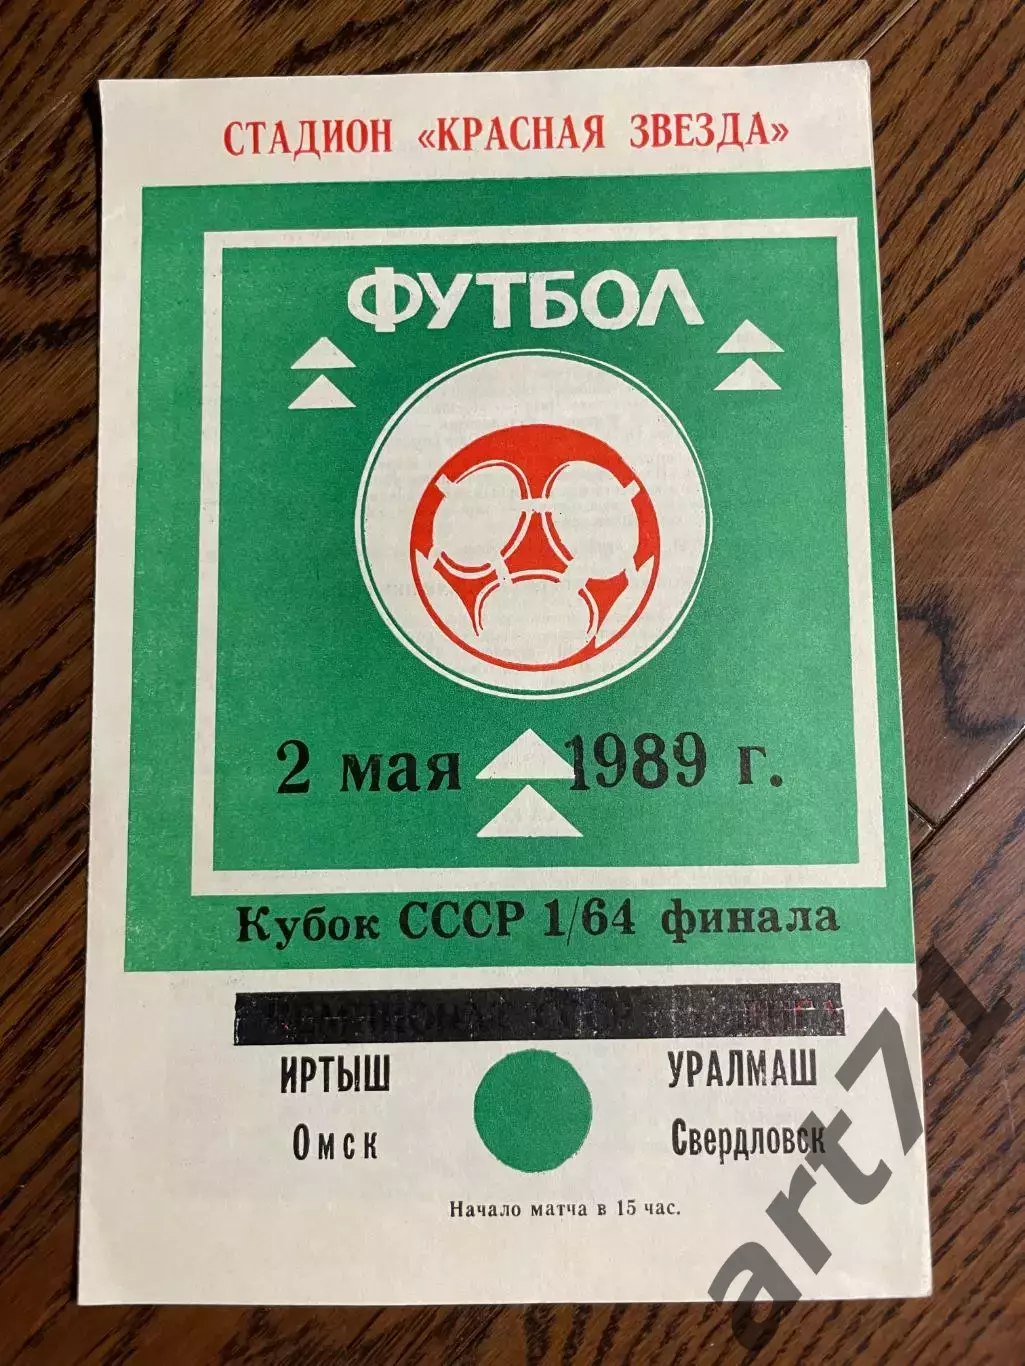 СТАДИОН «КРАСНАЯ ЗВЕЗДА»
ФУТБОЛ
2 мая 1989 г.
Кубок СССР 1/64 финала
ИРТЫШ УРАЛМАШ
Омск Свердловск
Начало матча в 15 час.
art71